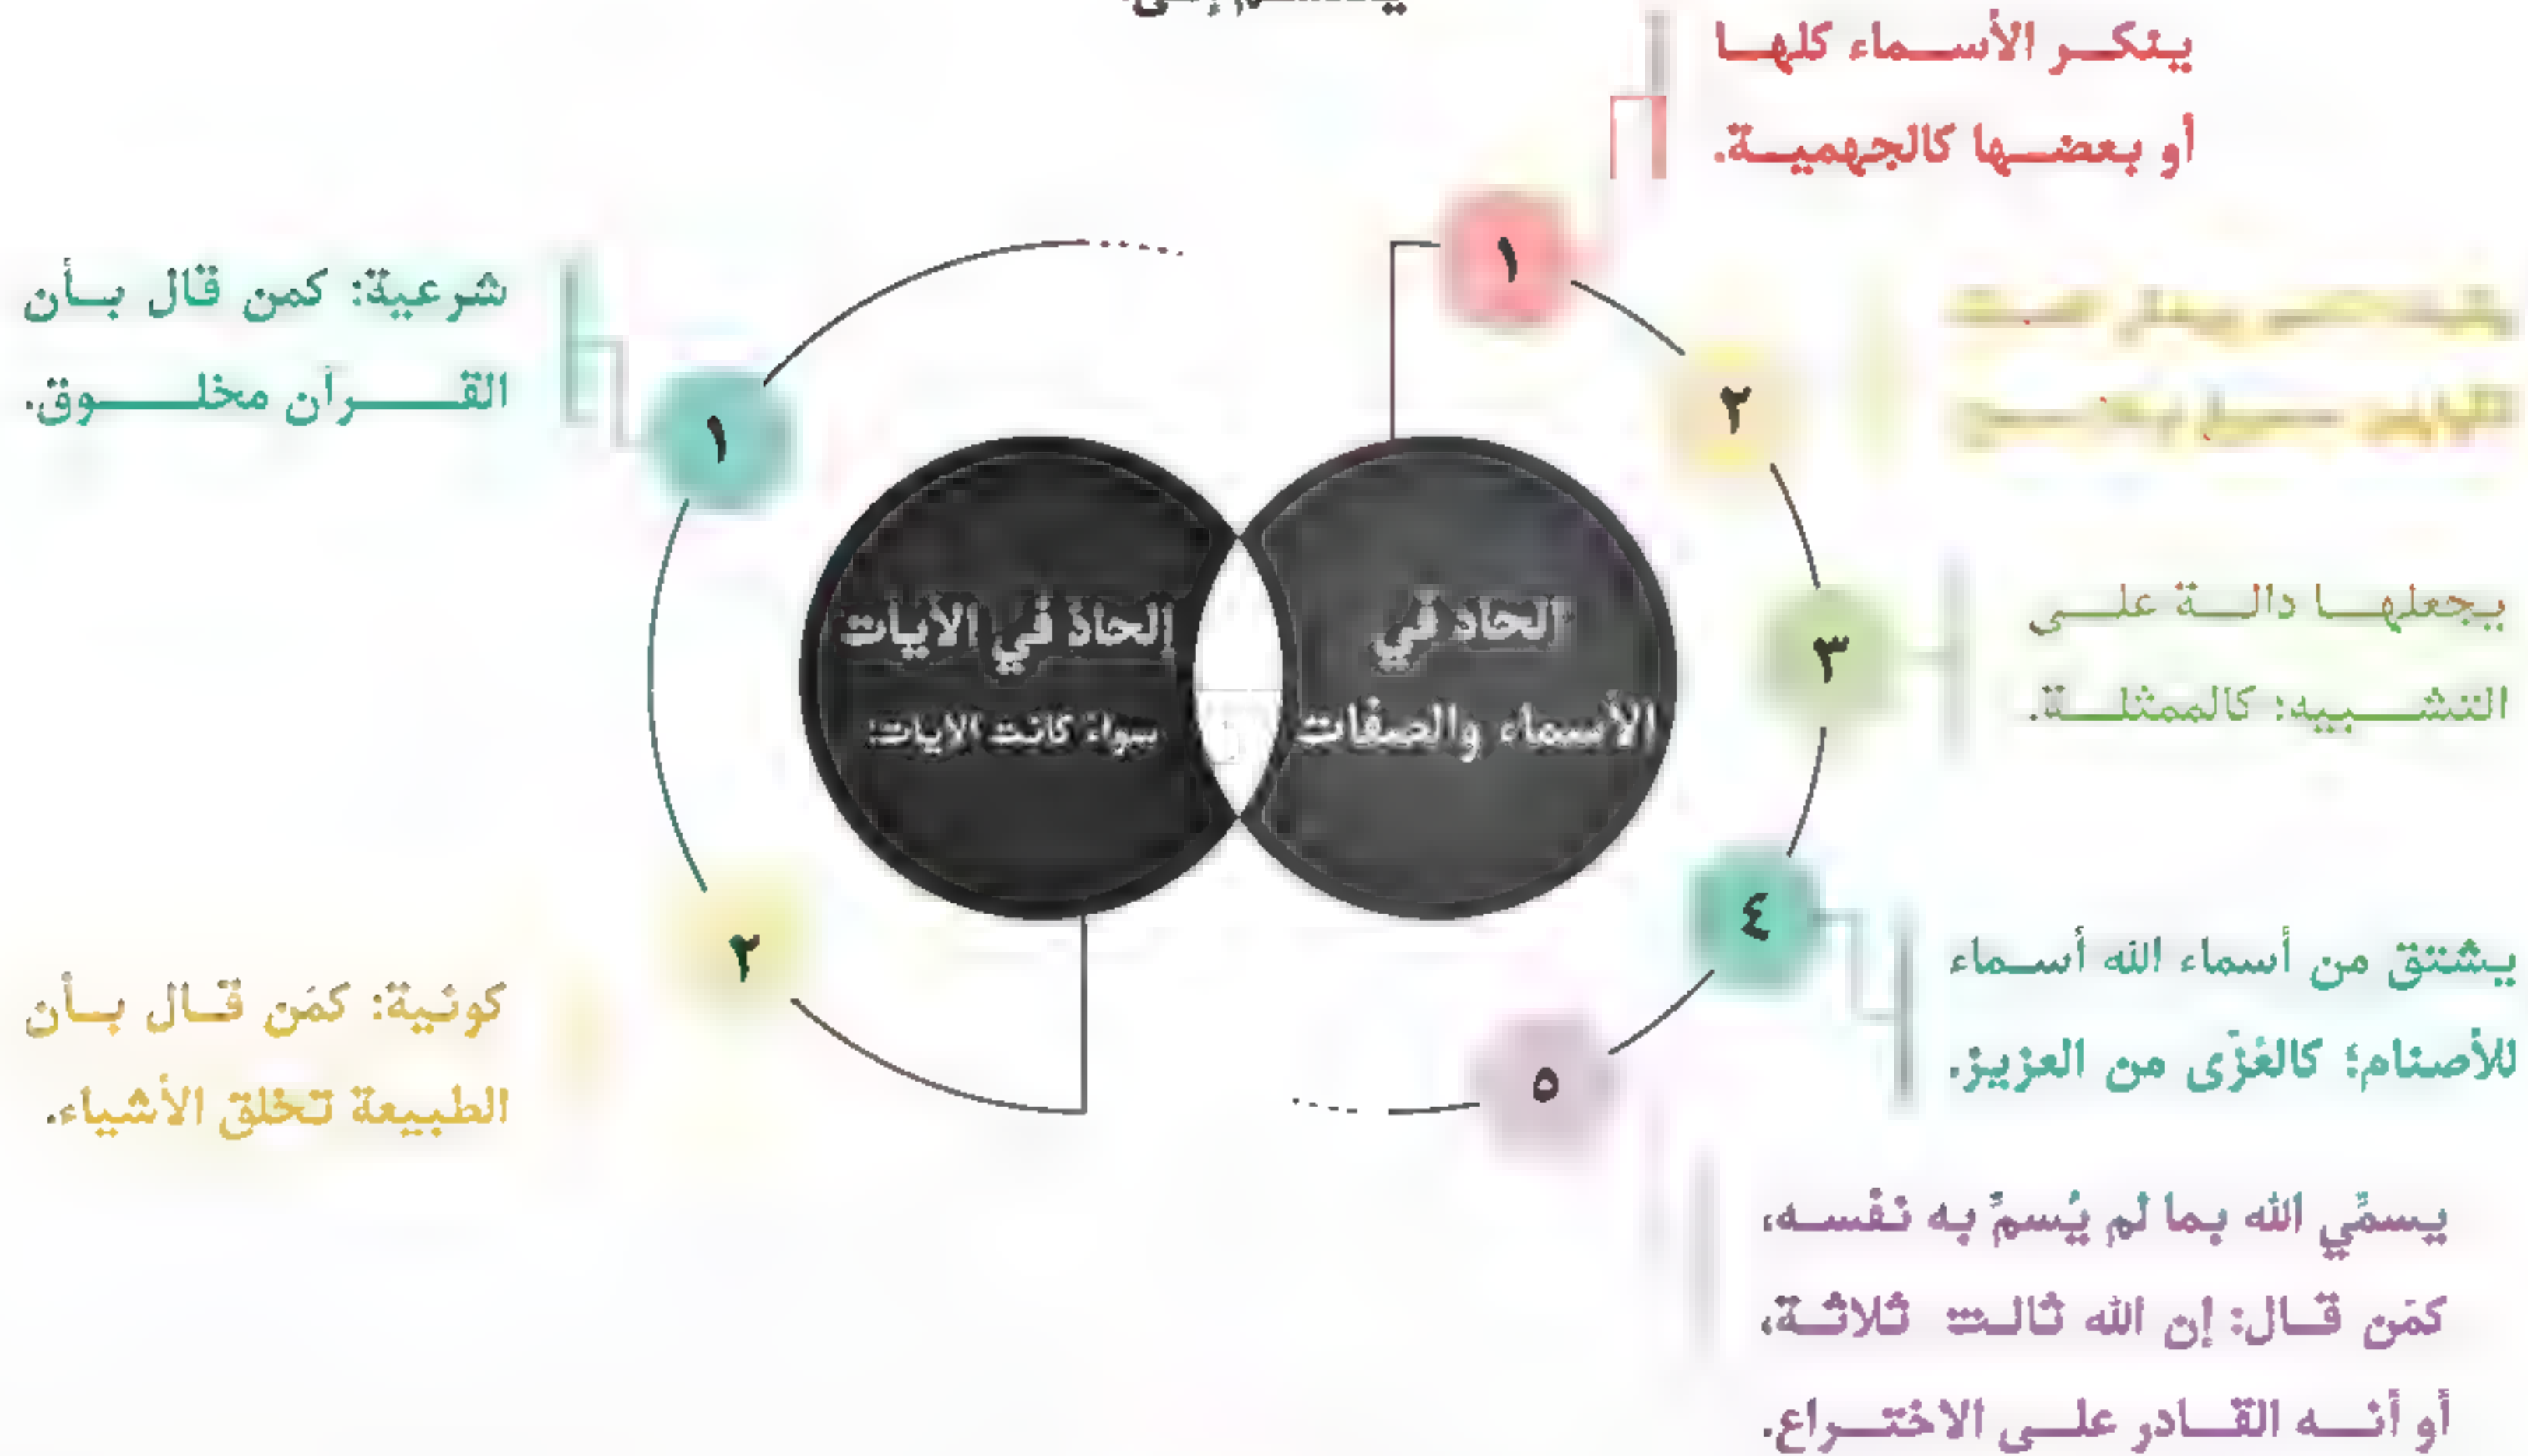 ينكر الأسماء كلها
أو بعضها كالجهمية.
١
٢
يجعلها دالة على
التشبيه: كالممثلة.
٣
يشتق من أسماء الله أسماء
للأصنام؛ كالعُزّى من العزيز.
٤
يسمّي الله بما لم يُسمِّ به نفسه،
كمَن قال: إن الله ثالث ثلاثة،
أو أنه القادر على الاختراع.
٥
إلحاد في
الأسماء والصفات
إلحاد في الآيات
سواء كانت الآيات:
شرعية: كمن قال بأن
القرآن مخلوق.
١
كونية: كمَن قال بأن
الطبيعة تخلق الأشياء.
٢